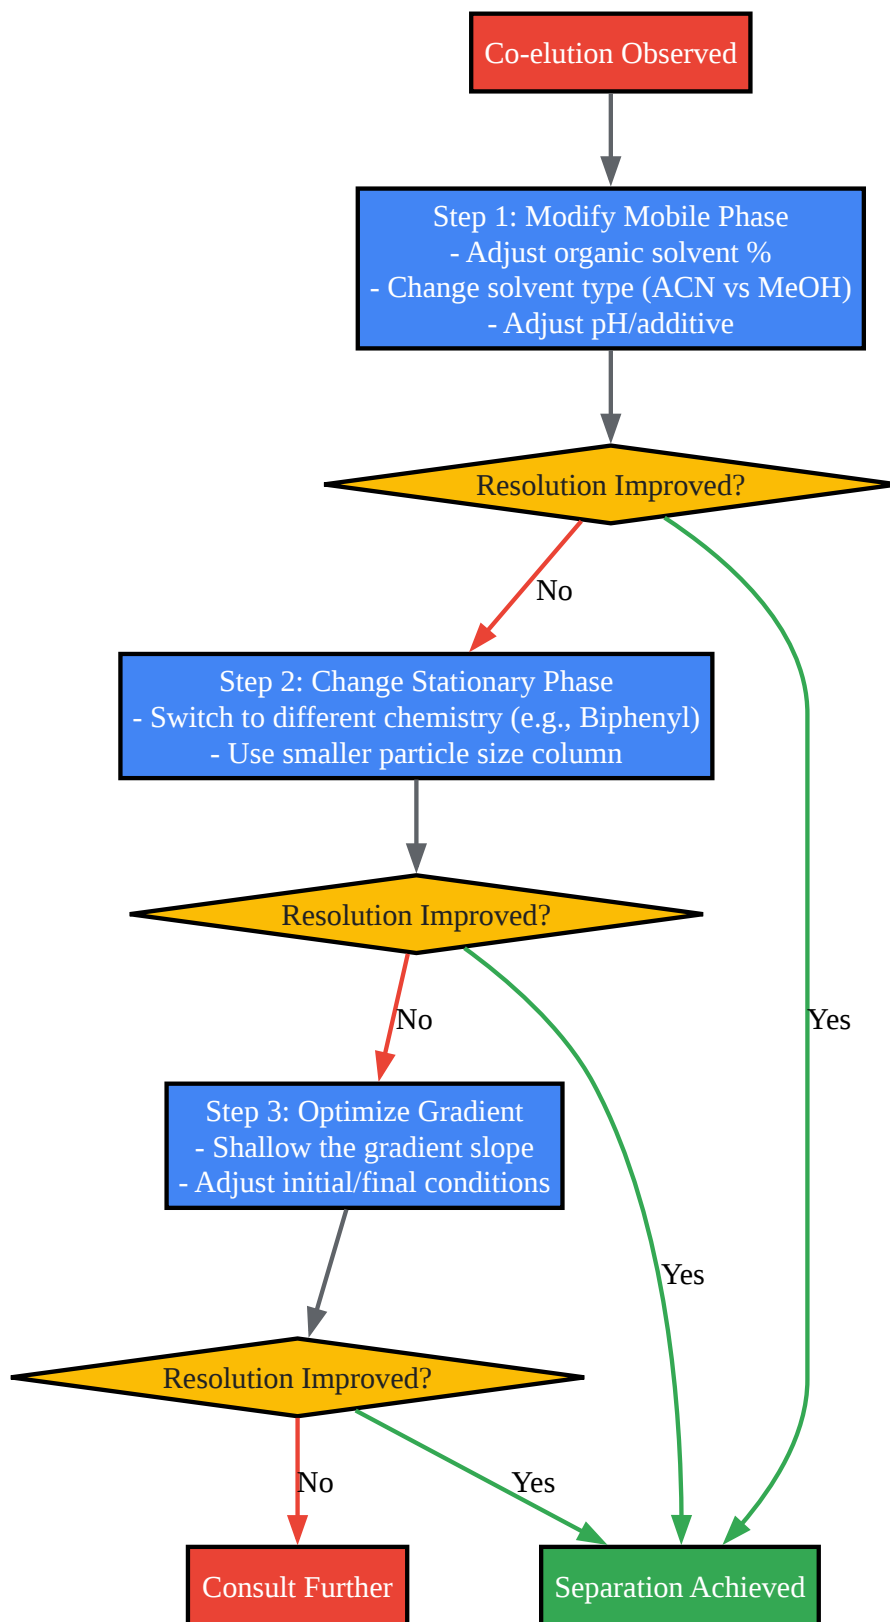 Co-elution Observed
Step 1: Modify Mobile Phase
- Adjust organic solvent %
- Change solvent type (ACN vs MeOH)
- Adjust pH/additive
Resolution Improved?
No
Step 2: Change Stationary Phase
- Switch to different chemistry (e.g., Biphenyl)
- Use smaller particle size column
Resolution Improved?
No
Yes
Step 3: Optimize Gradient
- Shallow the gradient slope
- Adjust initial/final conditions
Yes
Resolution Improved?
No
Yes
Consult Further
Separation Achieved